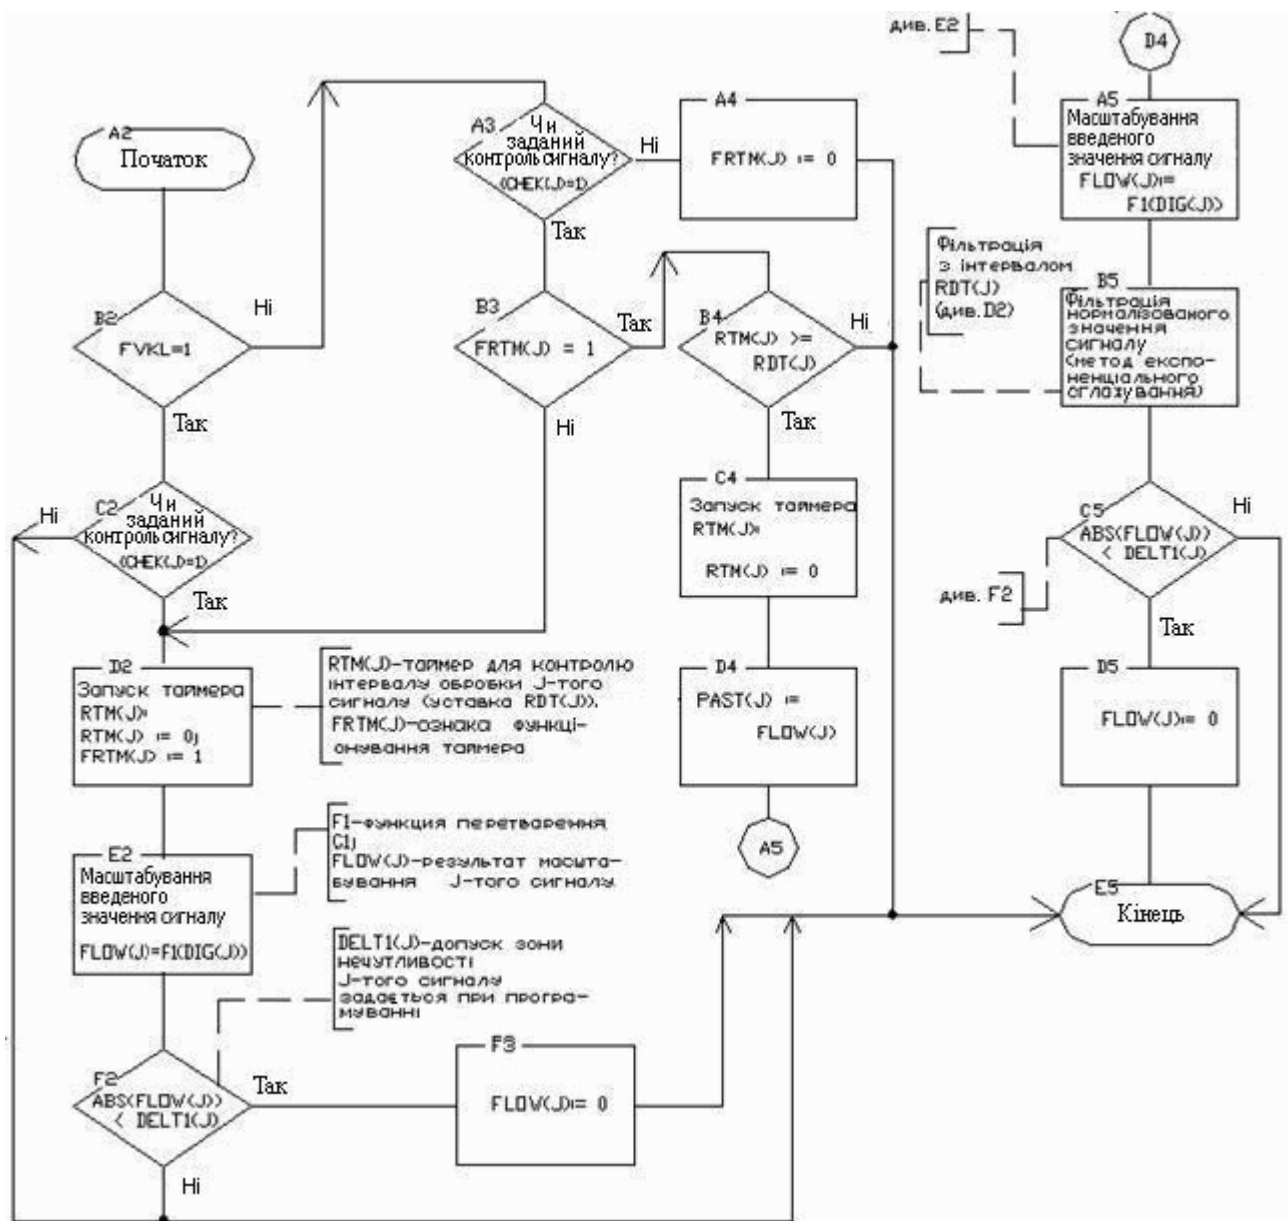 A2
Початок
B2
FVKL=1
Ні
Так
C2
Чи
заданий
контроль сигналу?
(CHEK(J)=1)
Ні
Так
D2
Запуск таймера
RTM(J):
RTM(J) := 0;
FRTM(J) := 1
RTM(J)-таймер для контролю
інтервалу обробки J-того
сигналу (уставка RDT(J)).
FRTM(J)-ознака функці-
онування таймера
E2
Масштабування
введеного
значення сигналу
FLOW(J)=F1(DIG(J))
F1-функция перетворення
C1;
FLOW(J)-результат масшта-
бування J-того сигналу
DELT1(J)-допуск зони
нечутливості
J-того сигналу
задається при програ-
муванні
F2
ABS(FLOW(J))
< DELT1(J)
Так
Ні
F3
FLOW(J):= 0
A3
Чи
заданий
контроль сигналу?
(CHEK(J)=1)
Ні
Так
B3
FRTM(J) = 1
Так
Ні
A4
FRTM(J) := 0
B4
RTM(J) >=
RDT(J)
Ні
Так
C4
Запуск таймера
RTM(J):
RTM(J) := 0
D4
PAST(J) :=
FLOW(J)
A5
див. E2
D4
A5
Масштабування
введеного
значення сигналу
FLOW(J):=
F1(DIG(J))
Фільтрація
з інтервалом
RDT(J)
(див.D2)
B5
Фільтрація
нормалізованого
значення
сигналу
(метод експо-
ненціального
сглахування)
C5
ABS(FLOW(J))
< DELT1(J)
Ні
Так
див. F2
D5
FLOW(J):= 0
E5
Кінець